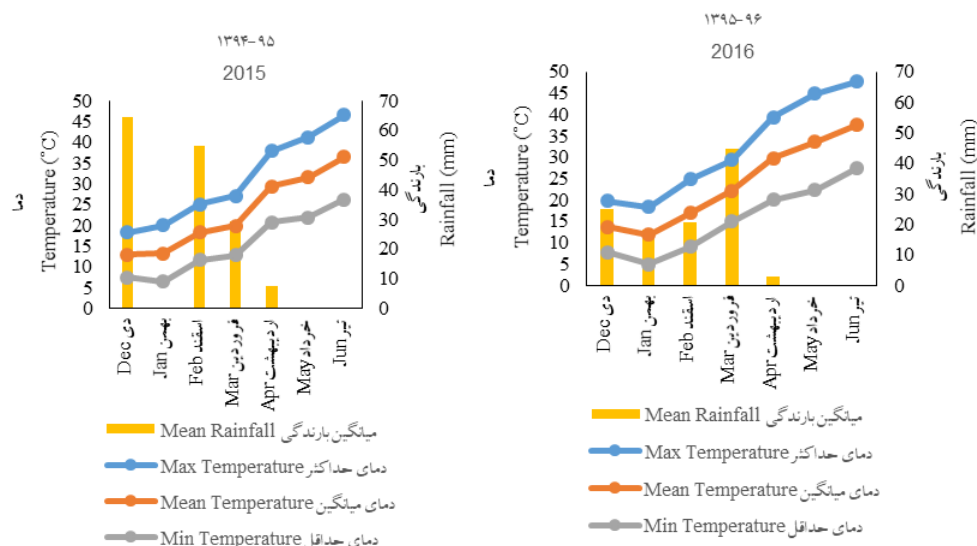 ۱۳۹۴-۹۵
2015
دما
Temperature (°C)
50
45
40
35
30
25
20
15
10
5
0
70
60
50
40
30
20
10
0
بارندگی
Rainfall (mm)
دی Dec
بهمن Jan
اسفند Feb
فروردین Mar
اردیبهشت Apr
خرداد May
تیر Jun
Mean Rainfall میانگین بارندگی
Max Temperature دمای حداکثر
Mean Temperature دمای میانگین
Min Temperature دمای حداقل
۱۳۹۵-۹۶
2016
دما
Temperature (°C)
50
45
40
35
30
25
20
15
10
5
0
70
60
50
40
30
20
10
0
بارندگی
Rainfall (mm)
دی Dec
بهمن Jan
اسفند Feb
فروردین Mar
اردیبهشت Apr
خرداد May
تیر Jun
Mean Rainfall میانگین بارندگی
Max Temperature دمای حداکثر
Mean Temperature دمای میانگین
Min Temperature دمای حداقل